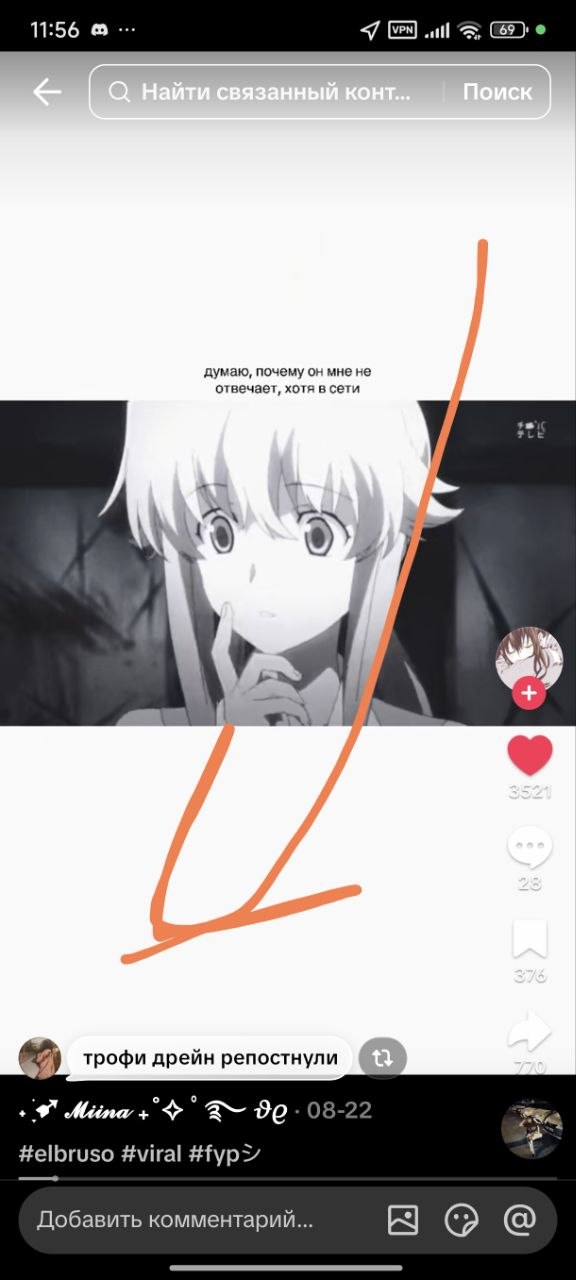 11:56
VPN
69
Найти связанный конт...
Поиск
думаю, почему он мне не
отвечает, хотя в сети
3521
28
376
770
трофи дрейн репостнули
𝓜𝓲𝓲𝓷𝓪 · 08-22
#elbruso #viral #fypシ
Добавить комментарий...